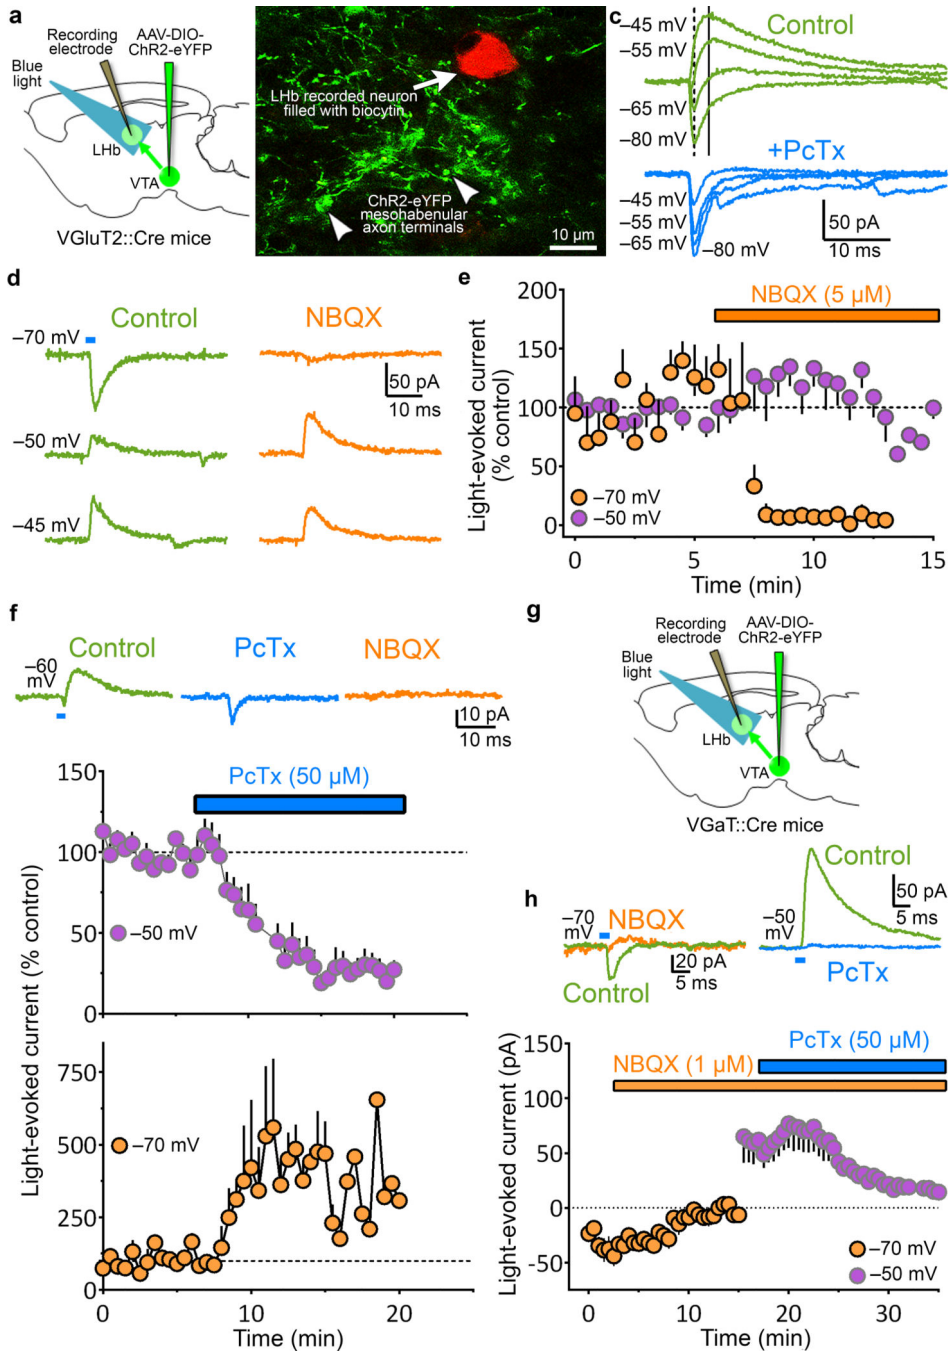 a
Recording electrode
AAV-DIO-ChR2-eYFP
Blue light
LHb
VTA
VGluT2::Cre mice
LHb recorded neuron
filled with biocytin
ChR2-eYFP
mesohabenular
axon terminals
10 µm
c
–45 mV
Control
–55 mV
–65 mV
–80 mV
+PcTx
–45 mV
–55 mV
–65 mV
–80 mV
50 pA
10 ms
d
Control
NBQX
–70 mV
50 pA
10 ms
–50 mV
–45 mV
e
NBQX (5 µM)
Light-evoked current
(% control)
200
150
100
50
0
–70 mV
–50 mV
0 5 10 15
Time (min)
f
Control
PcTx
NBQX
–60
mV
10 pA
10 ms
PcTx (50 µM)
150
100
50
0
–50 mV
Light-evoked current (% control)
750
500
250
0
–70 mV
0 10 20
Time (min)
g
Recording electrode
AAV-DIO-ChR2-eYFP
Blue light
LHb
VTA
VGaT::Cre mice
h
–70
mV
NBQX
Control
20 pA
5 ms
–50
mV
Control
PcTx
50 pA
5 ms
PcTx (50 µM)
NBQX (1 µM)
Light-evoked current (pA)
150
100
50
0
-50
–70 mV
–50 mV
0 10 20 30
Time (min)